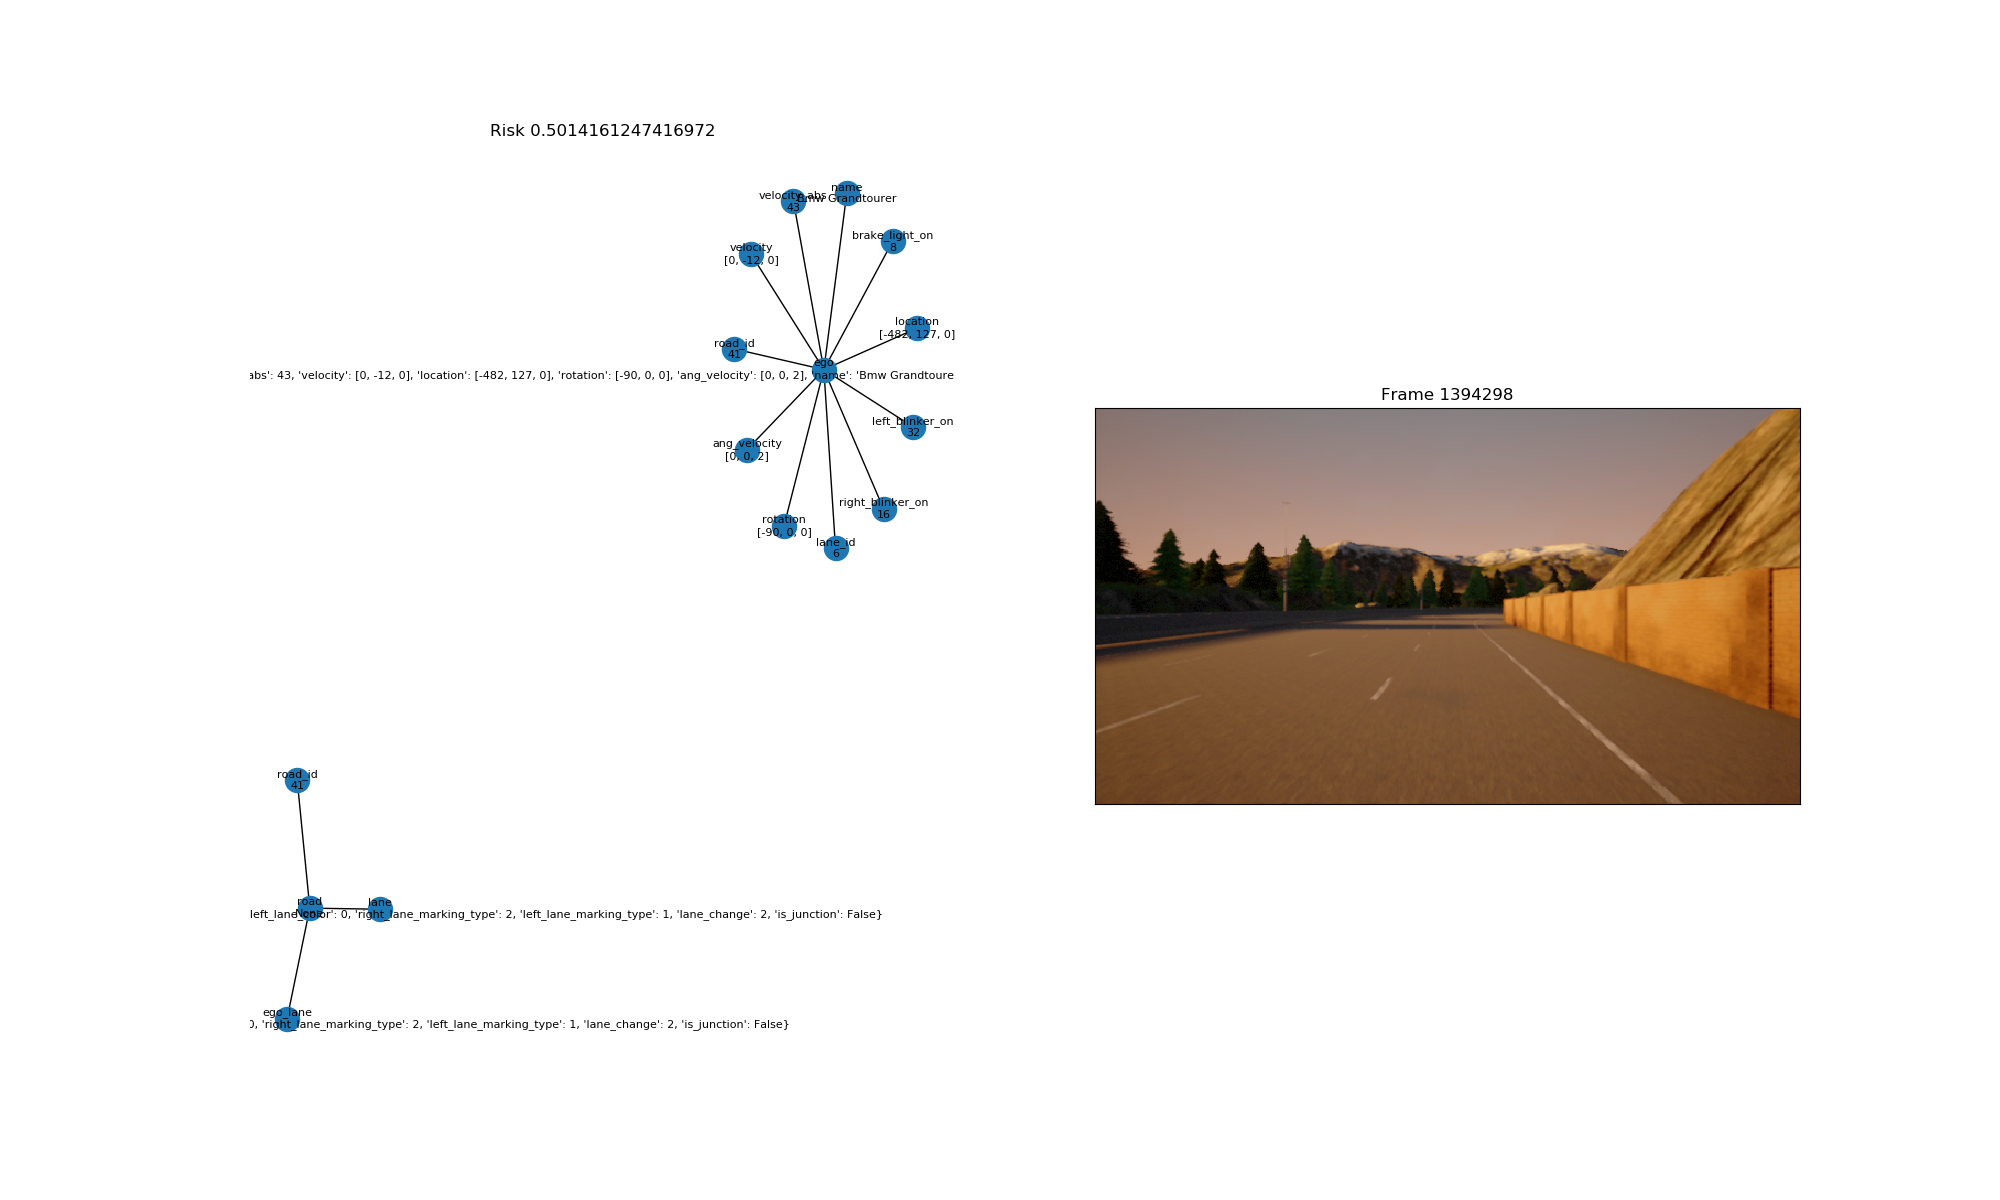 Risk 0.5014161247416972
name
Bmw Grandtourer
velocity_abs
43
brake_light_on
8
velocity
[0, -12, 0]
location
[-482, 127, 0]
road_id
41
ego
abs': 43, 'velocity': [0, -12, 0], 'location': [-482, 127, 0], 'rotation': [-90, 0, 0], 'ang_velocity': [0, 0, 2], 'name': 'Bmw Grandtoure
left_blinker_on
32
ang_velocity
[0, 0, 2]
right_blinker_on
16
rotation
[-90, 0, 0]
lane_id
6
Frame 1394298
road_id
41
road
None
lane
left_lane_color': 0, 'right_lane_marking_type': 2, 'left_lane_marking_type': 1, 'lane_change': 2, 'is_junction': False}
ego_lane
0, 'right_lane_marking_type': 2, 'left_lane_marking_type': 1, 'lane_change': 2, 'is_junction': False}